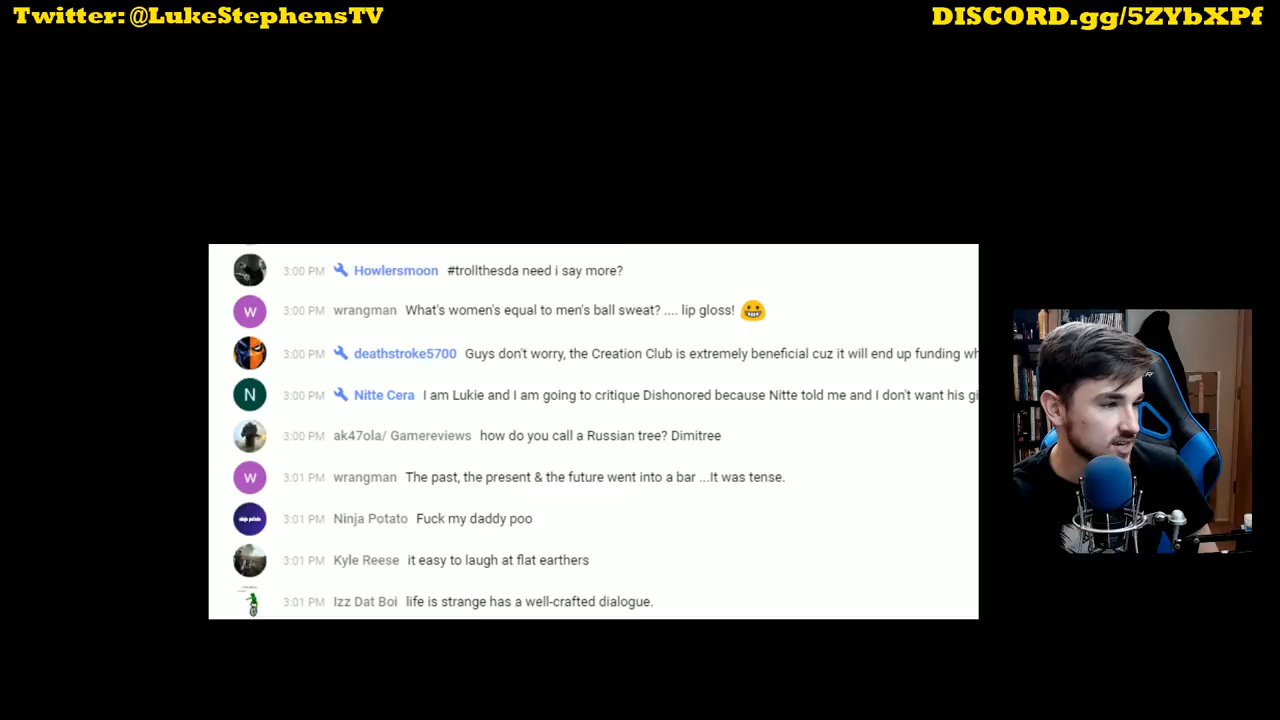 Twitter: @LukeStephensTV
DISCORD.gg/5ZYbXPf
3:00 PM Howlersmoon #trollthesda need i say more?
W 3:00 PM wrangman What's women's equal to men's ball sweat? .... lip gloss! 😀
3:00 PM deathstroke5700 Guys don't worry, the Creation Club is extremely beneficial cuz it will end up funding wh
N 3:00 PM Nitte Cera I am Lukie and I am going to critique Dishonored because Nitte told me and I don't want his gi
3:00 PM ak47ola/ Gamereviews how do you call a Russian tree? Dimitree
W 3:01 PM wrangman The past, the present & the future went into a bar ...It was tense.
3:01 PM Ninja Potato Fuck my daddy poo
3:01 PM Kyle Reese it easy to laugh at flat earthers
3:01 PM Izz Dat Boi life is strange has a well-crafted dialogue.